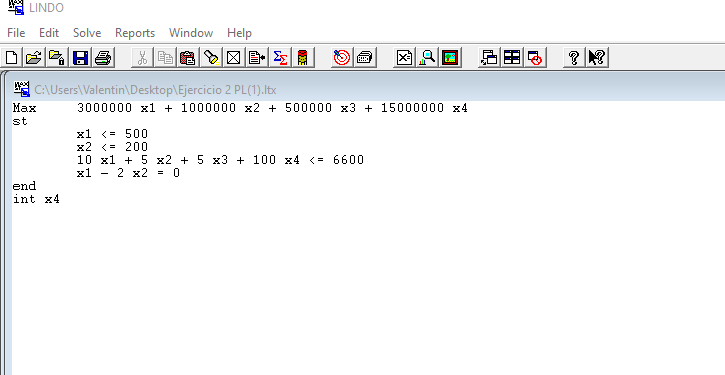 LINDO
File Edit Solve Reports Window Help
C:\Users\Valentin\Desktop\Ejercicio 2 PL(1).ltx
Max 3000000 x1 + 1000000 x2 + 500000 x3 + 15000000 x4
st
x1 <= 500
x2 <= 200
10 x1 + 5 x2 + 5 x3 + 100 x4 <= 6600
x1 - 2 x2 = 0
end
int x4